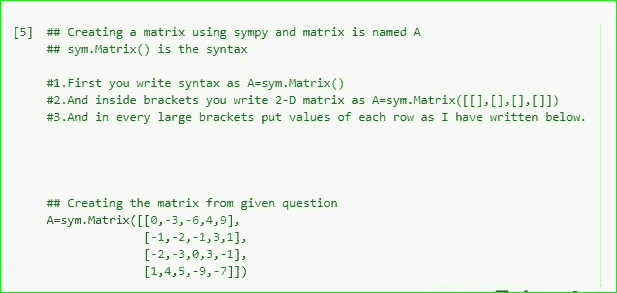 [5] ## Creating a matrix using sympy and matrix is named A
## sym.Matrix() is the syntax
#1.First you write syntax as A=sym.Matrix()
#2.And inside brackets you write 2-D matrix as A=sym.Matrix([[],[],[],[]])
#3.And in every large brackets put values of each row as I have written below.
## Creating the matrix from given question
A=sym.Matrix([[0,-3,-6,4,9],
[-1,-2,-1,3,1],
[-2,-3,0,3,-1],
[1,4,5,-9,-7]])